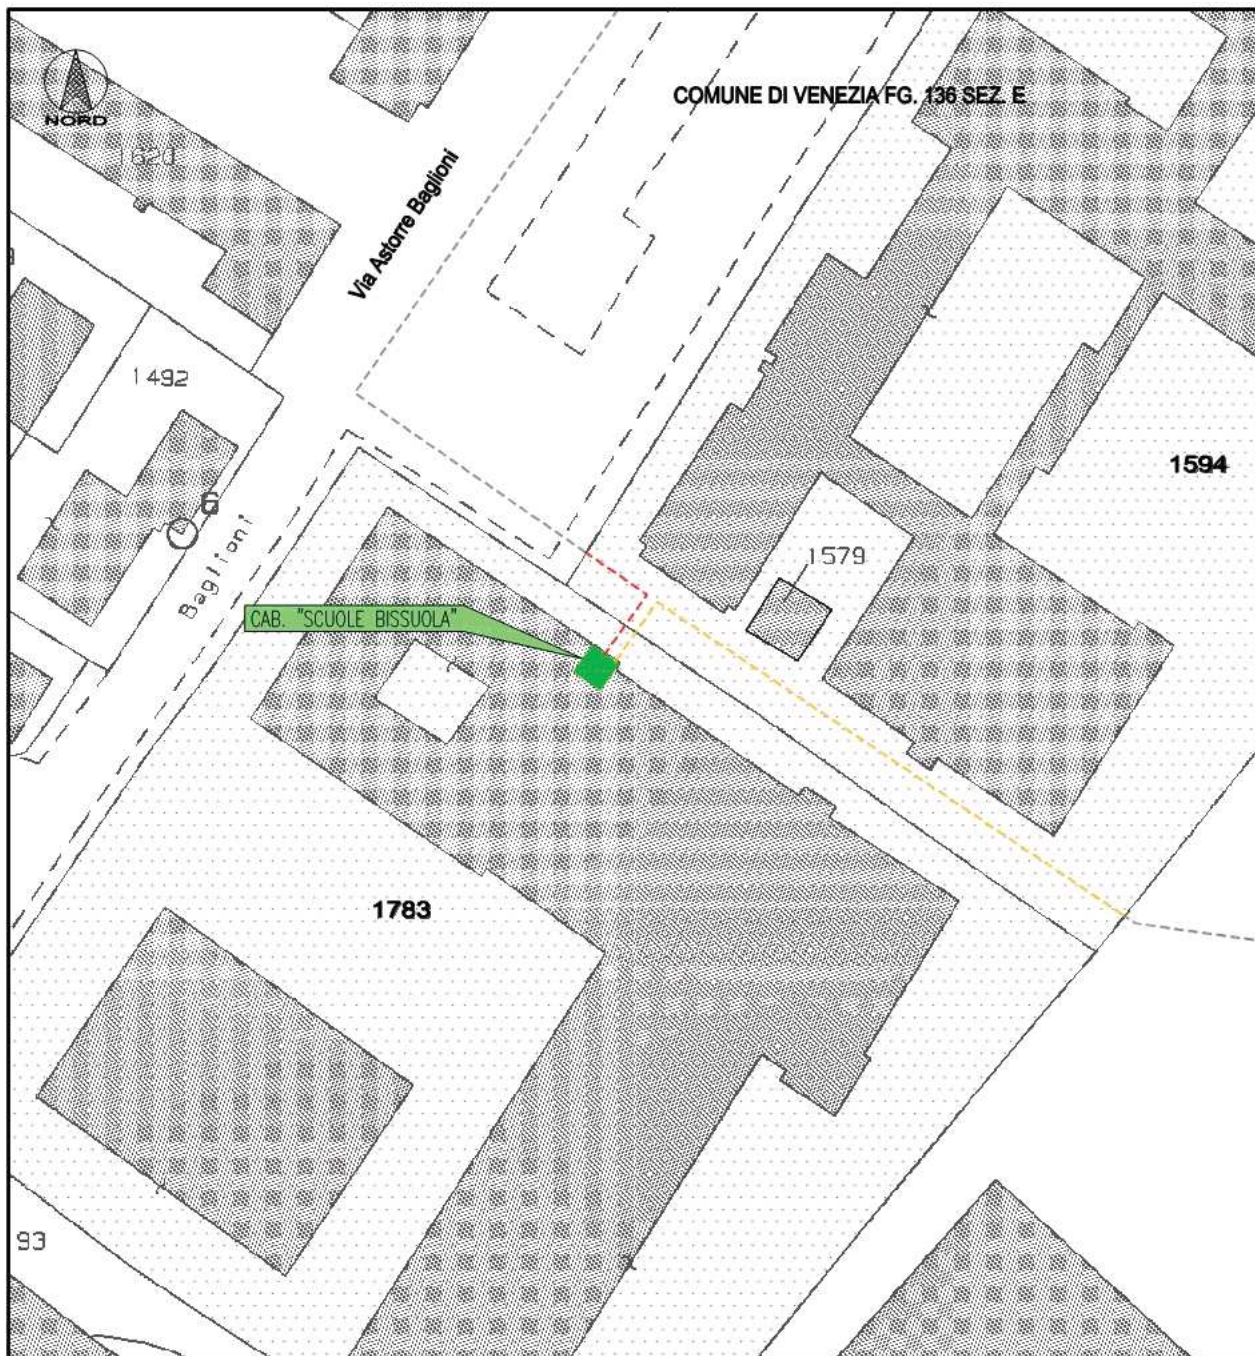 COMUNE DI VENEZIA FG. 136 SEZ. E
NORD
1620
Via Astorre Baglioni
1492
1594
6
Baglioni
1579
CAB. "SCUOLE BISSUOLA"
1783
93